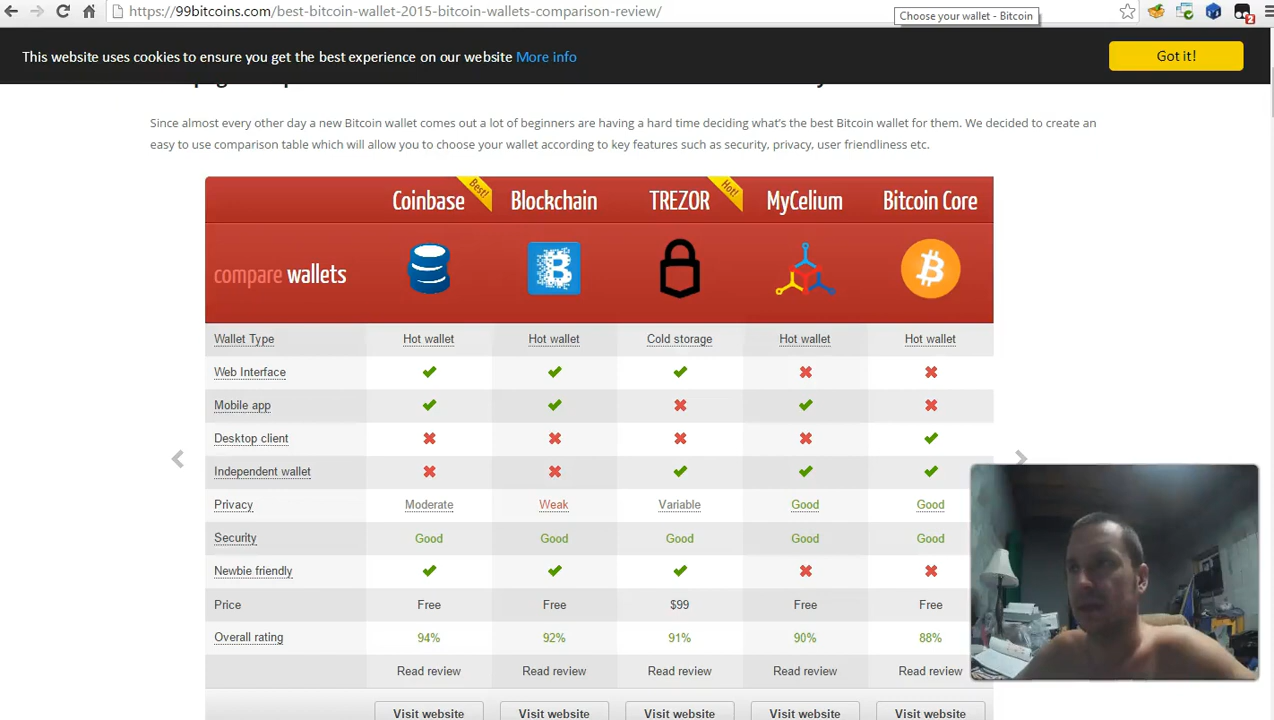 https://99bitcoins.com/best-bitcoin-wallet-2015-bitcoin-wallets-comparison-review/
Choose your wallet - Bitcoin
2
This website uses cookies to ensure you get the best experience on our website More info
Got it!
Since almost every other day a new Bitcoin wallet comes out a lot of beginners are having a hard time deciding what's the best Bitcoin wallet for them. We decided to create an
easy to use comparison table which will allow you to choose your wallet according to key features such as security, privacy, user friendliness etc.
Coinbase Best! Blockchain TREZOR Hot! MyCelium Bitcoin Core
compare wallets
Wallet Type Hot wallet Hot wallet Cold storage Hot wallet Hot wallet
Web Interface
Mobile app
Desktop client
Independent wallet
Privacy Moderate Weak Variable Good Good
Security Good Good Good Good Good
Newbie friendly
Price Free Free $99 Free Free
Overall rating 94% 92% 91% 90% 88%
Read review Read review Read review Read review Read review
Visit website Visit website Visit website Visit website Visit website